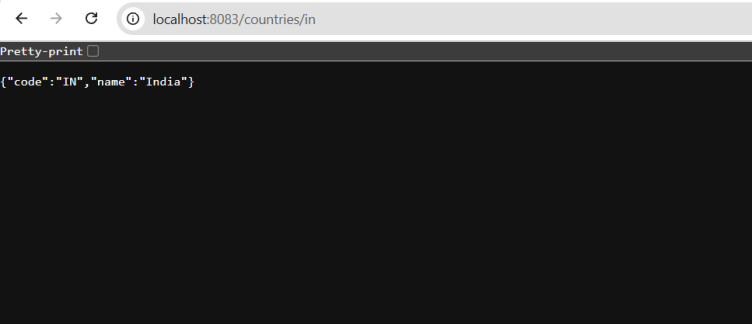 localhost:8083/countries/in
Pretty-print
{"code":"IN","name":"India"}